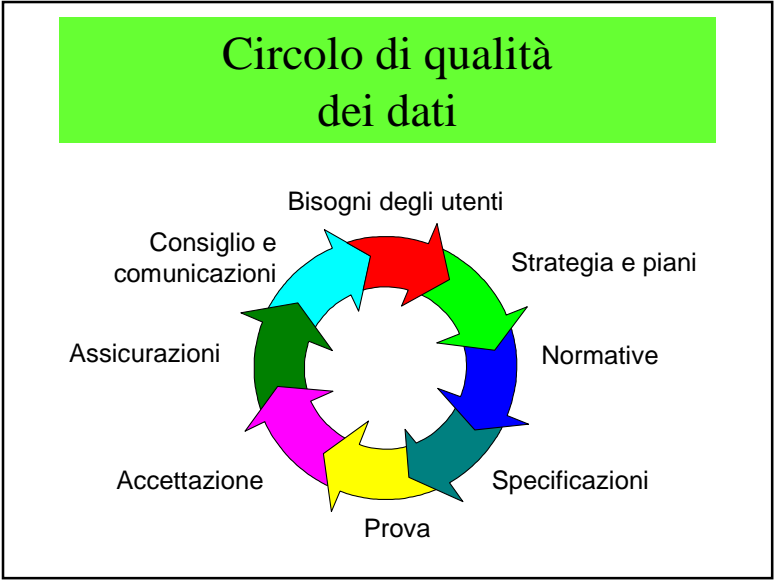 Circolo di qualità
dei dati
Bisogni degli utenti
Strategia e piani
Normative
Specificazioni
Prova
Accettazione
Assicurazioni
Consiglio e
comunicazioni